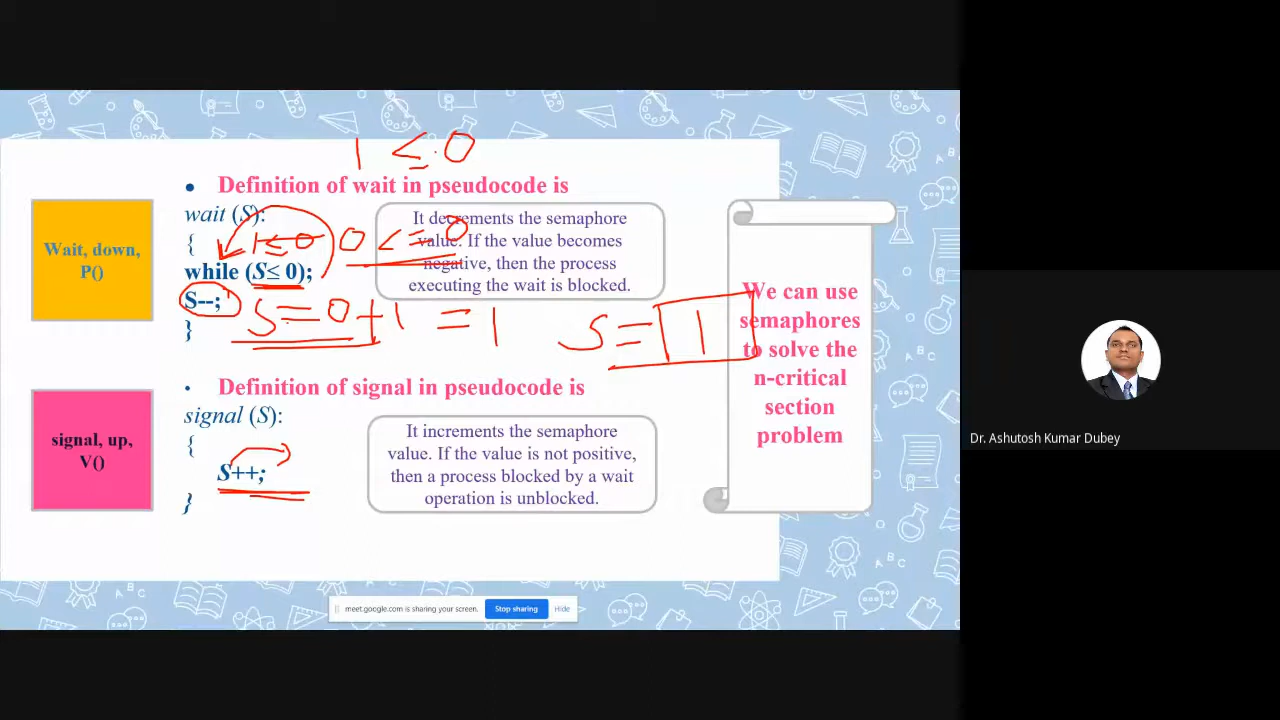 1 ≤ 0
• Definition of wait in pseudocode is
wait (S):
{
1 ≤ 0
0 <= 0
while (S≤ 0);
S--;
S = 0 + 1 = 1
S = 1
}
It decrements the semaphore
value. If the value becomes
negative, then the process
executing the wait is blocked.
Wait, down,
P()
• Definition of signal in pseudocode is
signal (S):
{
S++;
}
It increments the semaphore
value. If the value is not positive,
then a process blocked by a wait
operation is unblocked.
signal, up,
V()
We can use
semaphores
to solve the
n-critical
section
problem
meet.google.com is sharing your screen.
Stop sharing
Hide
Dr. Ashutosh Kumar Dubey